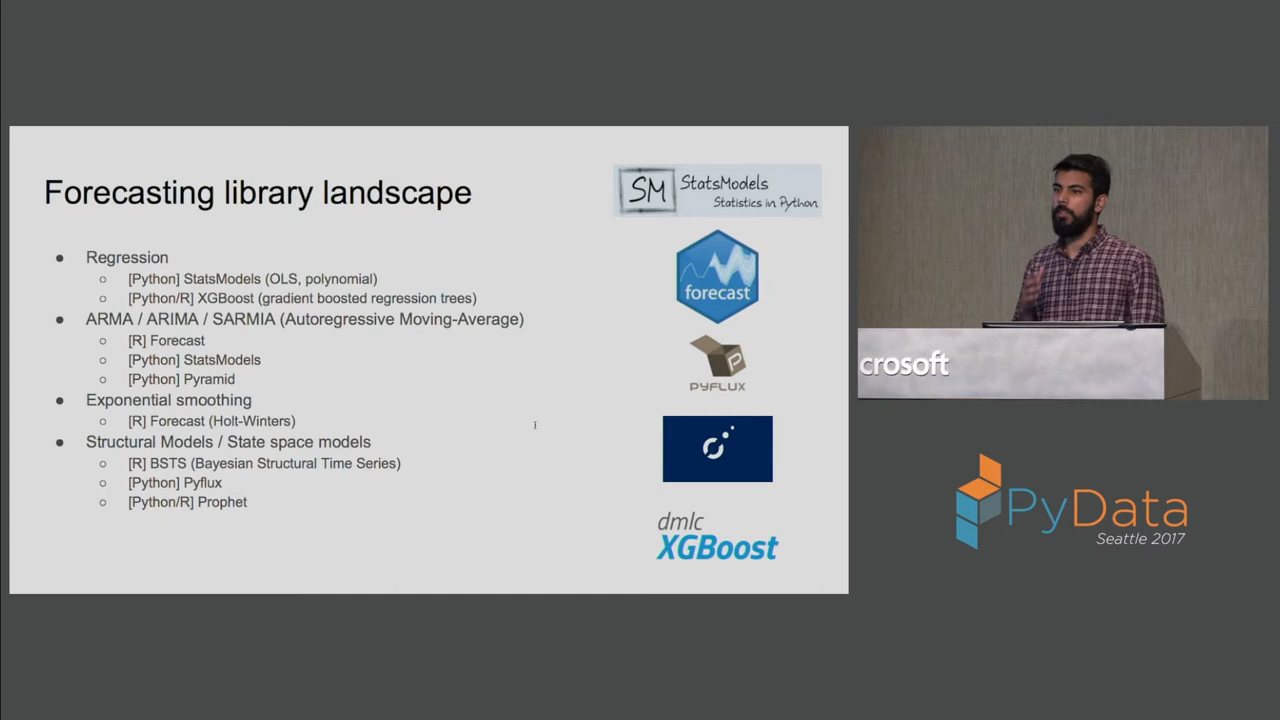 Forecasting library landscape
● Regression
○ [Python] StatsModels (OLS, polynomial)
○ [Python/R] XGBoost (gradient boosted regression trees)
● ARMA / ARIMA / SARMIA (Autoregressive Moving-Average)
○ [R] Forecast
○ [Python] StatsModels
○ [Python] Pyramid
● Exponential smoothing
○ [R] Forecast (Holt-Winters)
● Structural Models / State space models
○ [R] BSTS (Bayesian Structural Time Series)
○ [Python] Pyflux
○ [Python/R] Prophet
SM StatsModels
Statistics in Python
forecast
P
PYFLUX
dmlc
XGBoost
crosoft
PyData
Seattle 2017